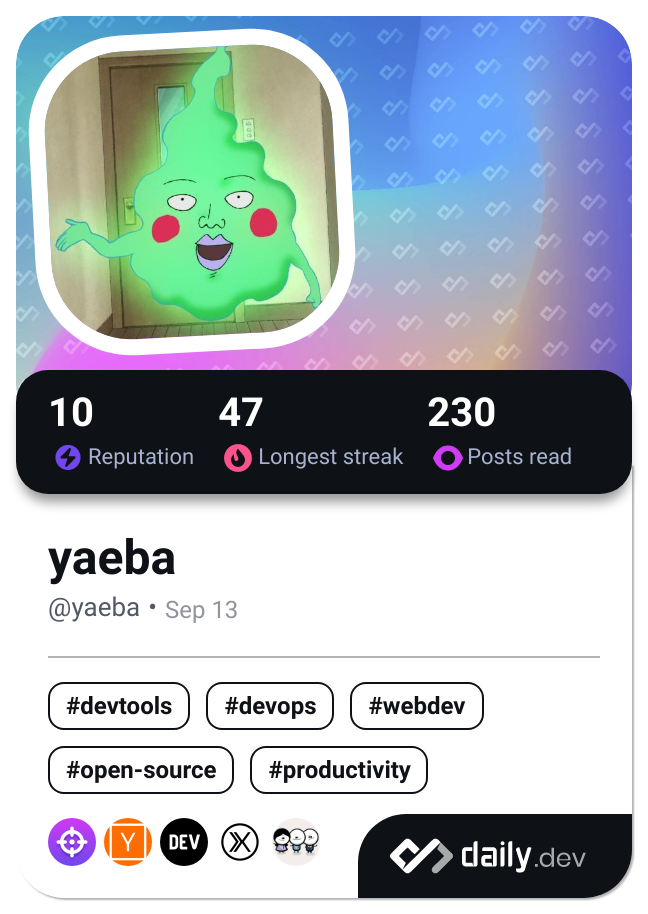 10 47 230
Reputation Longest streak Posts read
yaeba
@yaeba • Sep 13
#devtools #devops #webdev
#open-source #productivity
Y DEV
daily.dev